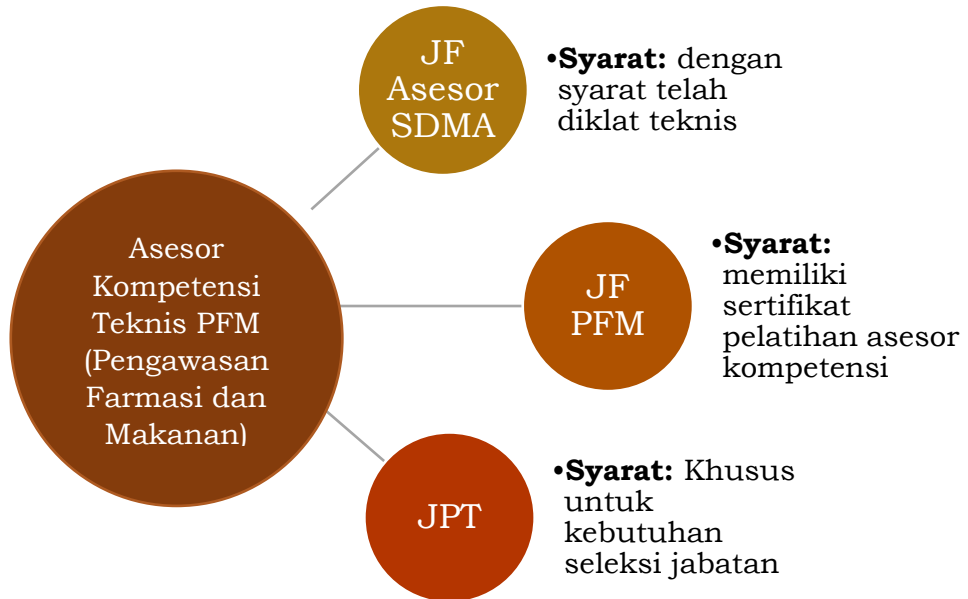 Asesor
Kompetensi
Teknis PFM
(Pengawasan
Farmasi dan
Makanan)
JF
Asesor
SDMA
•Syarat: dengan
syarat telah
diklat teknis
JF
PFM
•Syarat:
memiliki
sertifikat
pelatihan asesor
kompetensi
JPT
•Syarat: Khusus
untuk
kebutuhan
seleksi jabatan